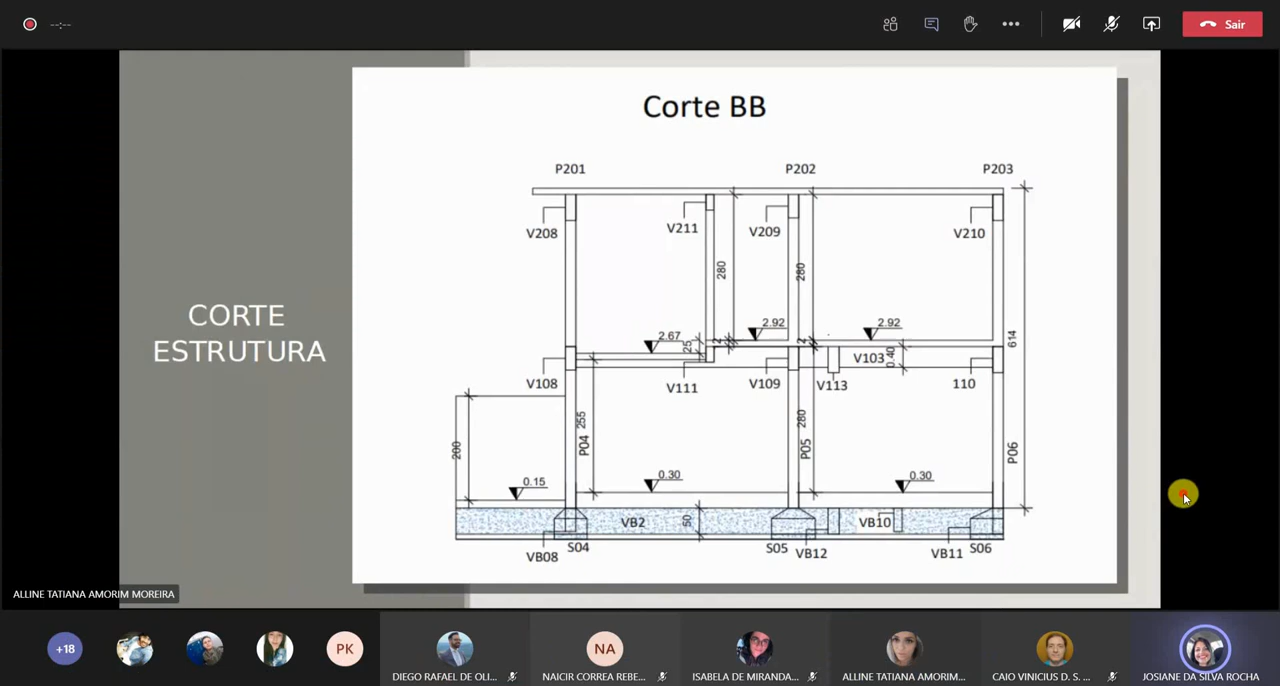 --:--
Sair
Corte BB
CORTE
ESTRUTURA
P201
P202
P203
V208
V211
V209
V210
280
280
614
2.67
2.92
2.92
25
2
2
V103
0.40
V108
V111
V109
V113
110
200
255
P04
280
P05
P06
0.15
0.30
0.30
VB2
50
VB10
VB08
S04
S05
VB12
VB11
S06
ALLINE TATIANA AMORIM MOREIRA
+18
PK
NA
DIEGO RAFAEL DE OLI...
NAICIR CORREA REBE...
ISABELA DE MIRANDA...
ALLINE TATIANA AMORIM...
CAIO VINICIUS D. S. ...
JOSIANE DA SILVA ROCHA